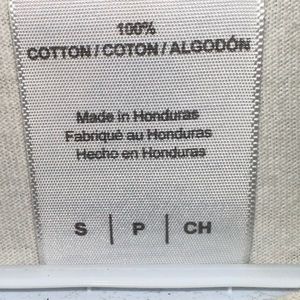 100%
COTTON / COTON / ALGODÓN
Made in Honduras
Fabriqué au Honduras
Hecho en Honduras
S | P | CH